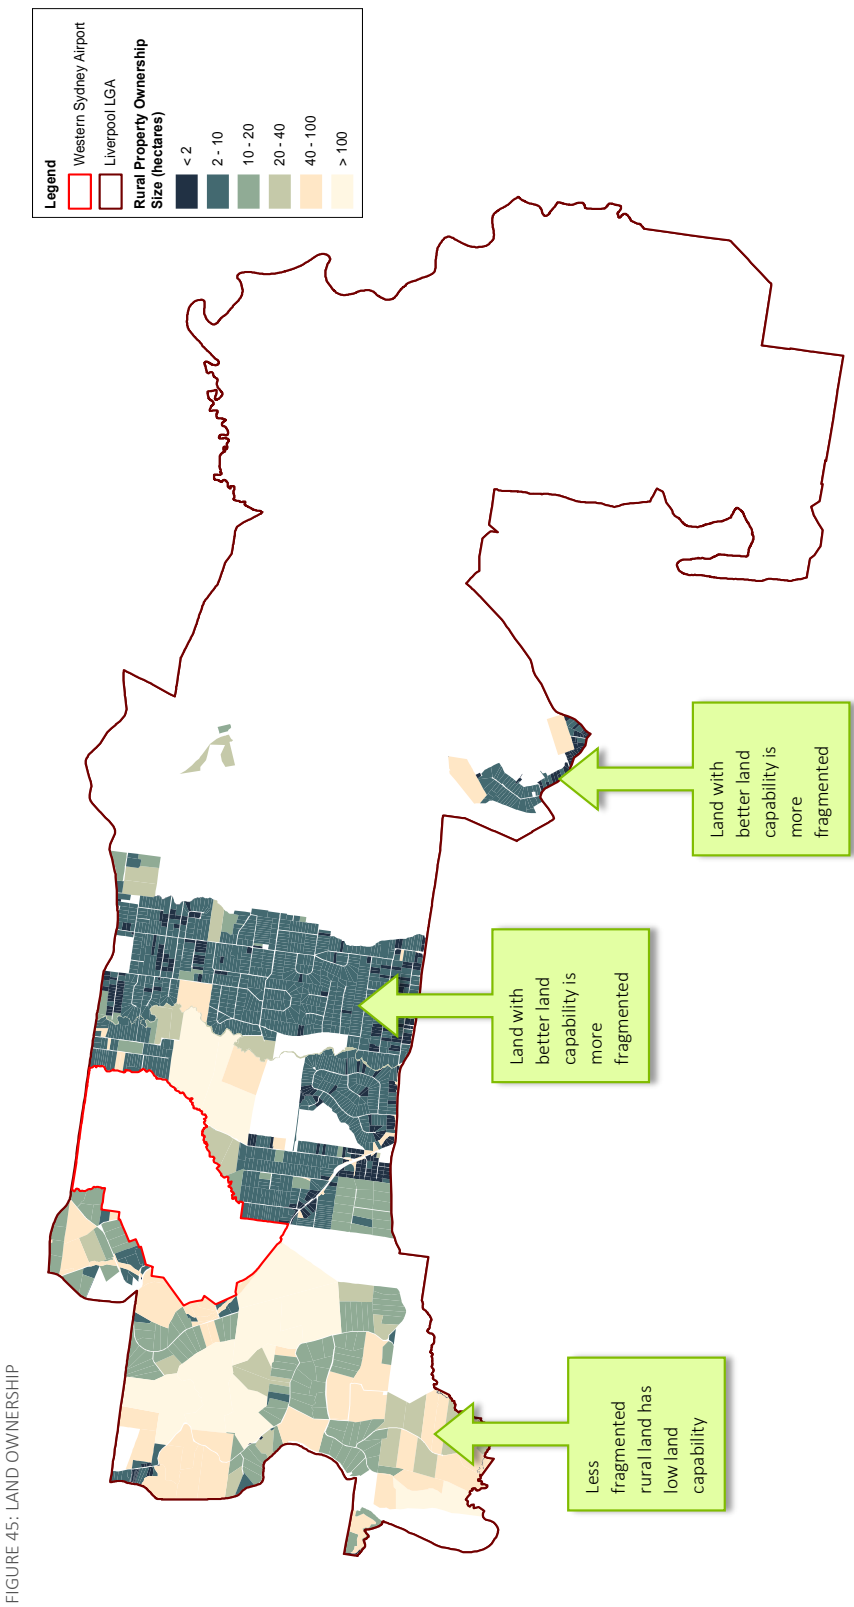 FIGURE 45: LAND OWNERSHIP
Legend
Western Sydney Airport
Liverpool LGA
Rural Property Ownership
Size (hectares)
< 2
2 - 10
10 - 20
20 - 40
40 - 100
> 100
Less
fragmented
rural land has
low land
capability
Land with
better land
capability is
more
fragmented
Land with
better land
capability is
more
fragmented